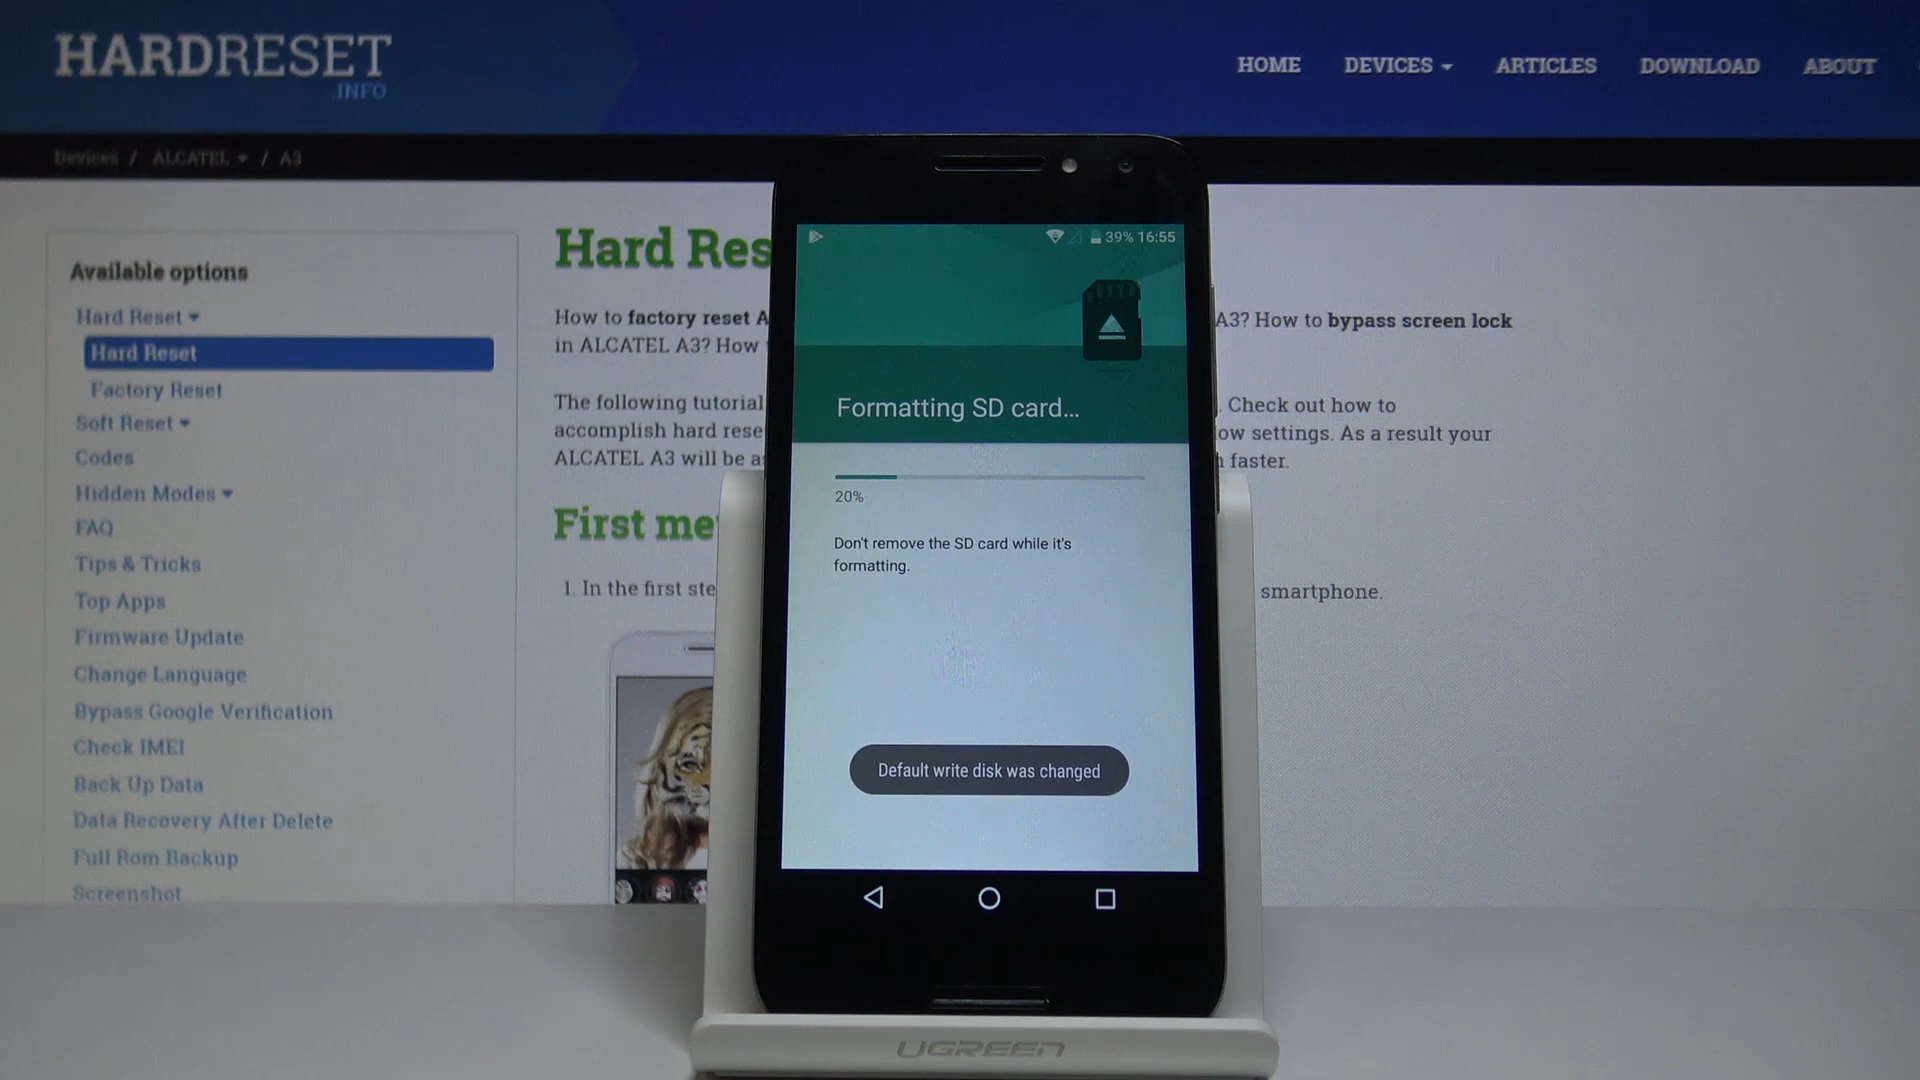 HARDRESET
.INFO
HOME DEVICES ARTICLES DOWNLOAD ABOUT
Devices / ALCATEL / A3
Available options
Hard Reset
Hard Reset
Factory Reset
Soft Reset
Codes
Hidden Modes
FAQ
Tips & Tricks
Top Apps
Firmware Update
Change Language
Bypass Google Verification
Check IMEI
Back Up Data
Data Recovery After Delete
Full Rom Backup
Screenshot
Hard Res
How to factory reset A
A3? How to bypass screen lock
in ALCATEL A3? How
The following tutorial
. Check out how to
accomplish hard rese
ow settings. As a result your
ALCATEL A3 will be a
faster.
First me
1. In the first ste
smartphone.
39% 16:55
Formatting SD card...
20%
Don't remove the SD card while it's
formatting.
Default write disk was changed
UGREEN